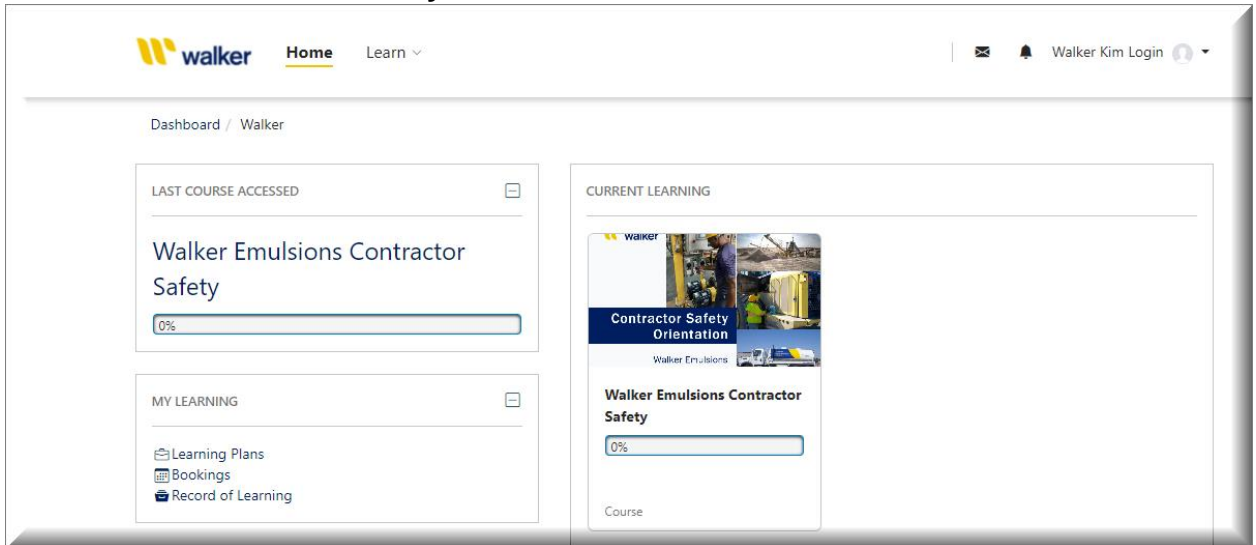 walker Home Learn Walker Kim Login
Dashboard / Walker
LAST COURSE ACCESSED
Walker Emulsions Contractor
Safety
0%
MY LEARNING
Learning Plans
Bookings
Record of Learning
CURRENT LEARNING
walker
Contractor Safety
Orientation
Walker Emulsions
Walker Emulsions Contractor
Safety
0%
Course